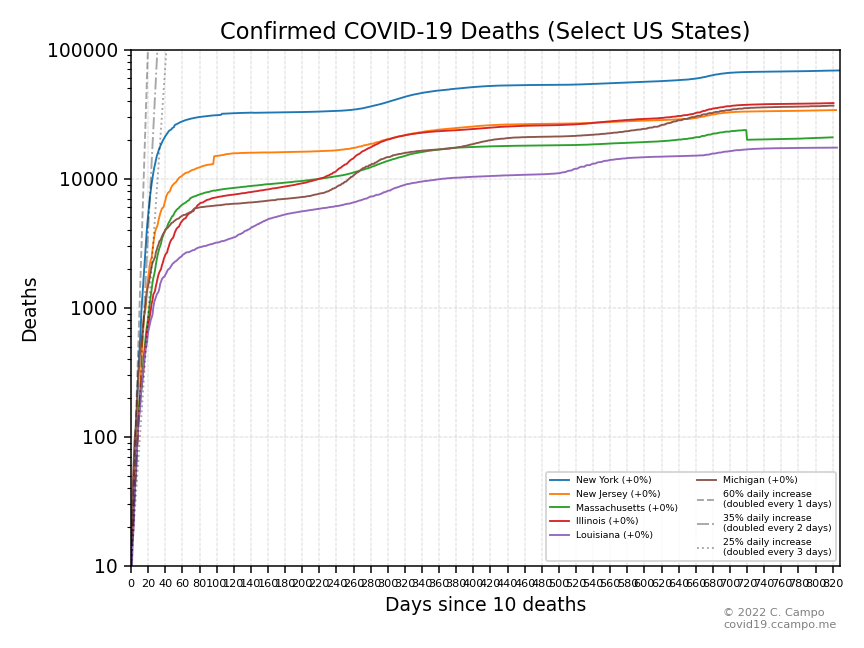 Confirmed COVID-19 Deaths (Select US States)
100000
10000
1000
100
10
Deaths
New York (+0%)
New Jersey (+0%)
Massachusetts (+0%)
Illinois (+0%)
Louisiana (+0%)
Michigan (+0%)
60% daily increase
(doubled every 1 days)
35% daily increase
(doubled every 2 days)
25% daily increase
(doubled every 3 days)
0 20 40 60 80 100 120 140 160 180 200 220 240 260 280 300 320 340 360 380 400 420 440 460 480 500 520 540 560 580 600 620 640 660 680 700 720 740 760 780 800 820
Days since 10 deaths
© 2022 C. Campo
covid19.ccampo.me